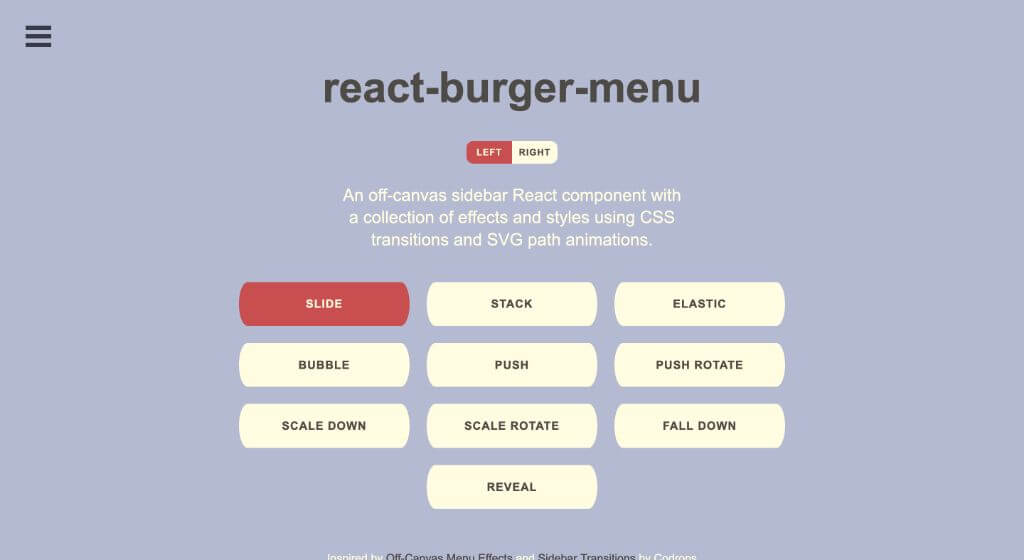 react-burger-menu
LEFT RIGHT
An off-canvas sidebar React component with
a collection of effects and styles using CSS
transitions and SVG path animations.
SLIDE STACK ELASTIC
BUBBLE PUSH PUSH ROTATE
SCALE DOWN SCALE ROTATE FALL DOWN
REVEAL
Inspired by Off-Canvas Menu Effects and Sidebar Transitions by Codrops